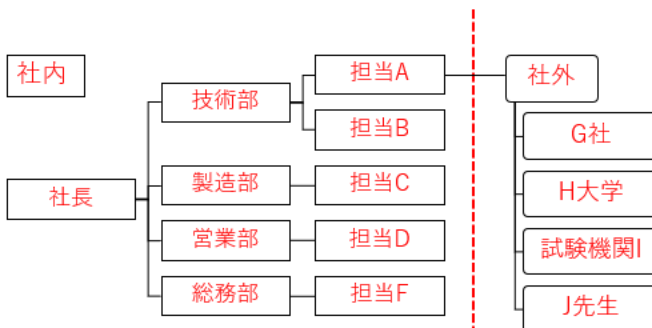 社内
社長
技術部
製造部
営業部
総務部
担当A
担当B
担当C
担当D
担当F
社外
G社
H大学
試験機関I
J先生